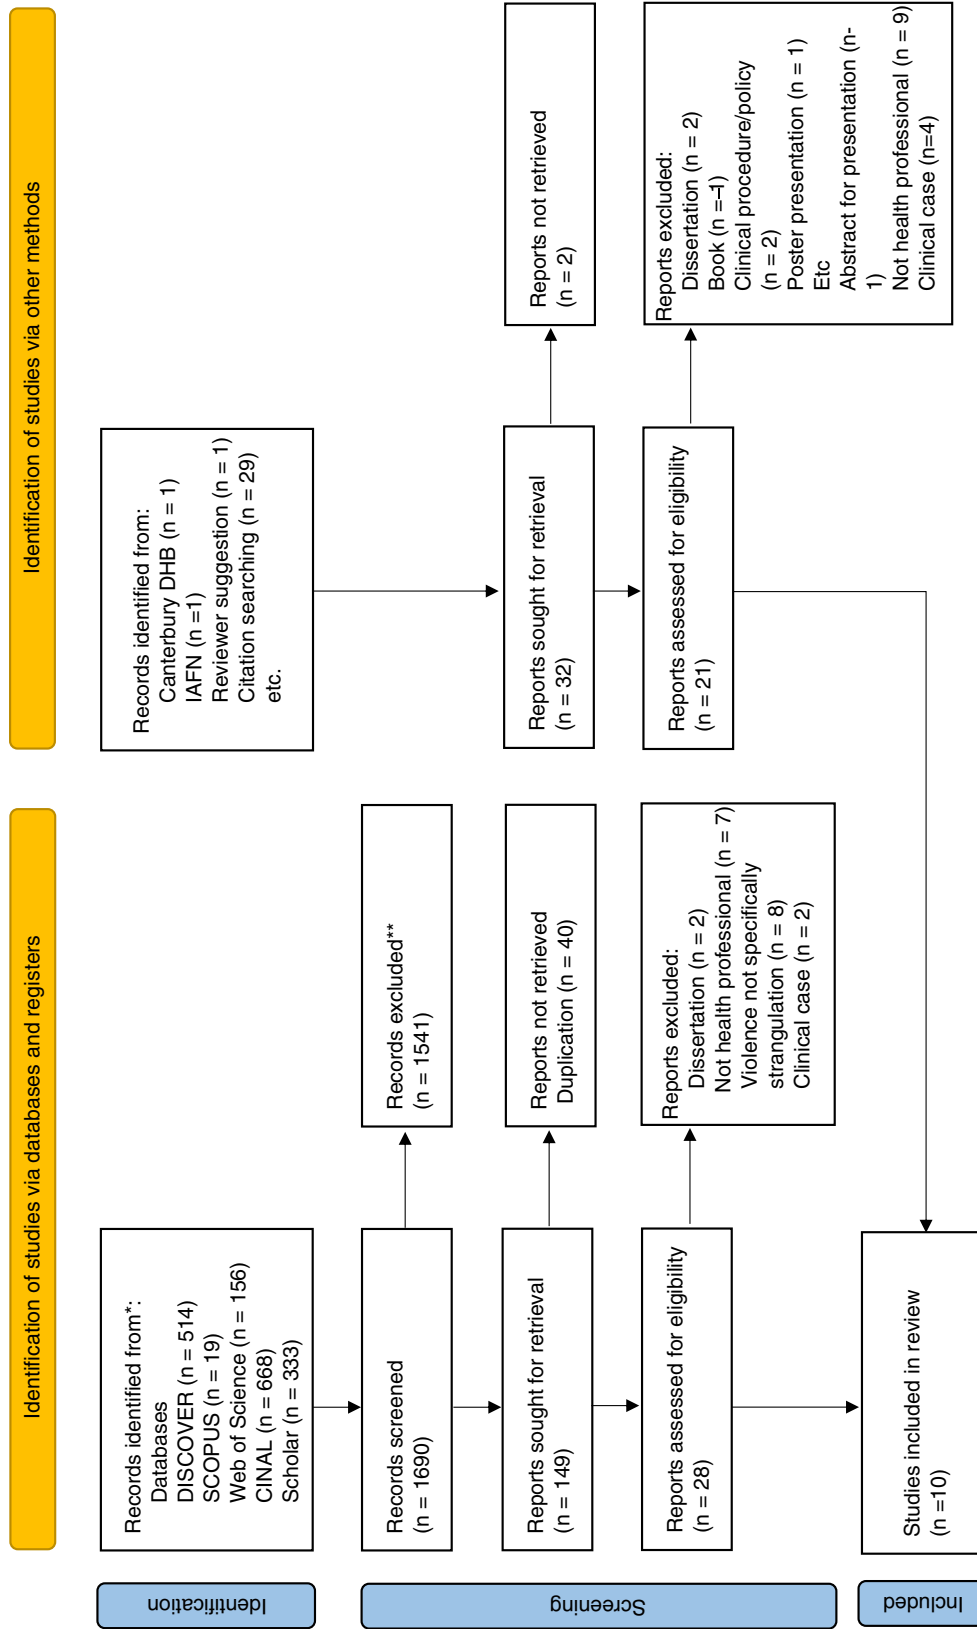 Identification of studies via databases and registers
Identification of studies via other methods
Identification
Records identified from*:
Databases
DISCOVER (n = 514)
SCOPUS (n = 19)
Web of Science (n = 156)
CINAL (n = 668)
Scholar (n = 333)
Records identified from:
Canterbury DHB (n = 1)
IAFN (n =1)
Reviewer suggestion (n = 1)
Citation searching (n = 29)
etc.
Screening
Records screened
(n = 1690)
Records excluded**
(n = 1541)
Reports sought for retrieval
(n = 149)
Reports not retrieved
Duplication (n = 40)
Reports sought for retrieval
(n = 32)
Reports not retrieved
(n = 2)
Reports assessed for eligibility
(n = 28)
Reports excluded:
Dissertation (n = 2)
Not health professional (n = 7)
Violence not specifically
strangulation (n = 8)
Clinical case (n = 2)
Reports assessed for eligibility
(n = 21)
Reports excluded:
Dissertation (n = 2)
Book (n =–1)
Clinical procedure/policy
(n = 2)
Poster presentation (n = 1)
Etc
Abstract for presentation (n-
1)
Not health professional (n = 9)
Clinical case (n=4)
Included
Studies included in review
(n =10)